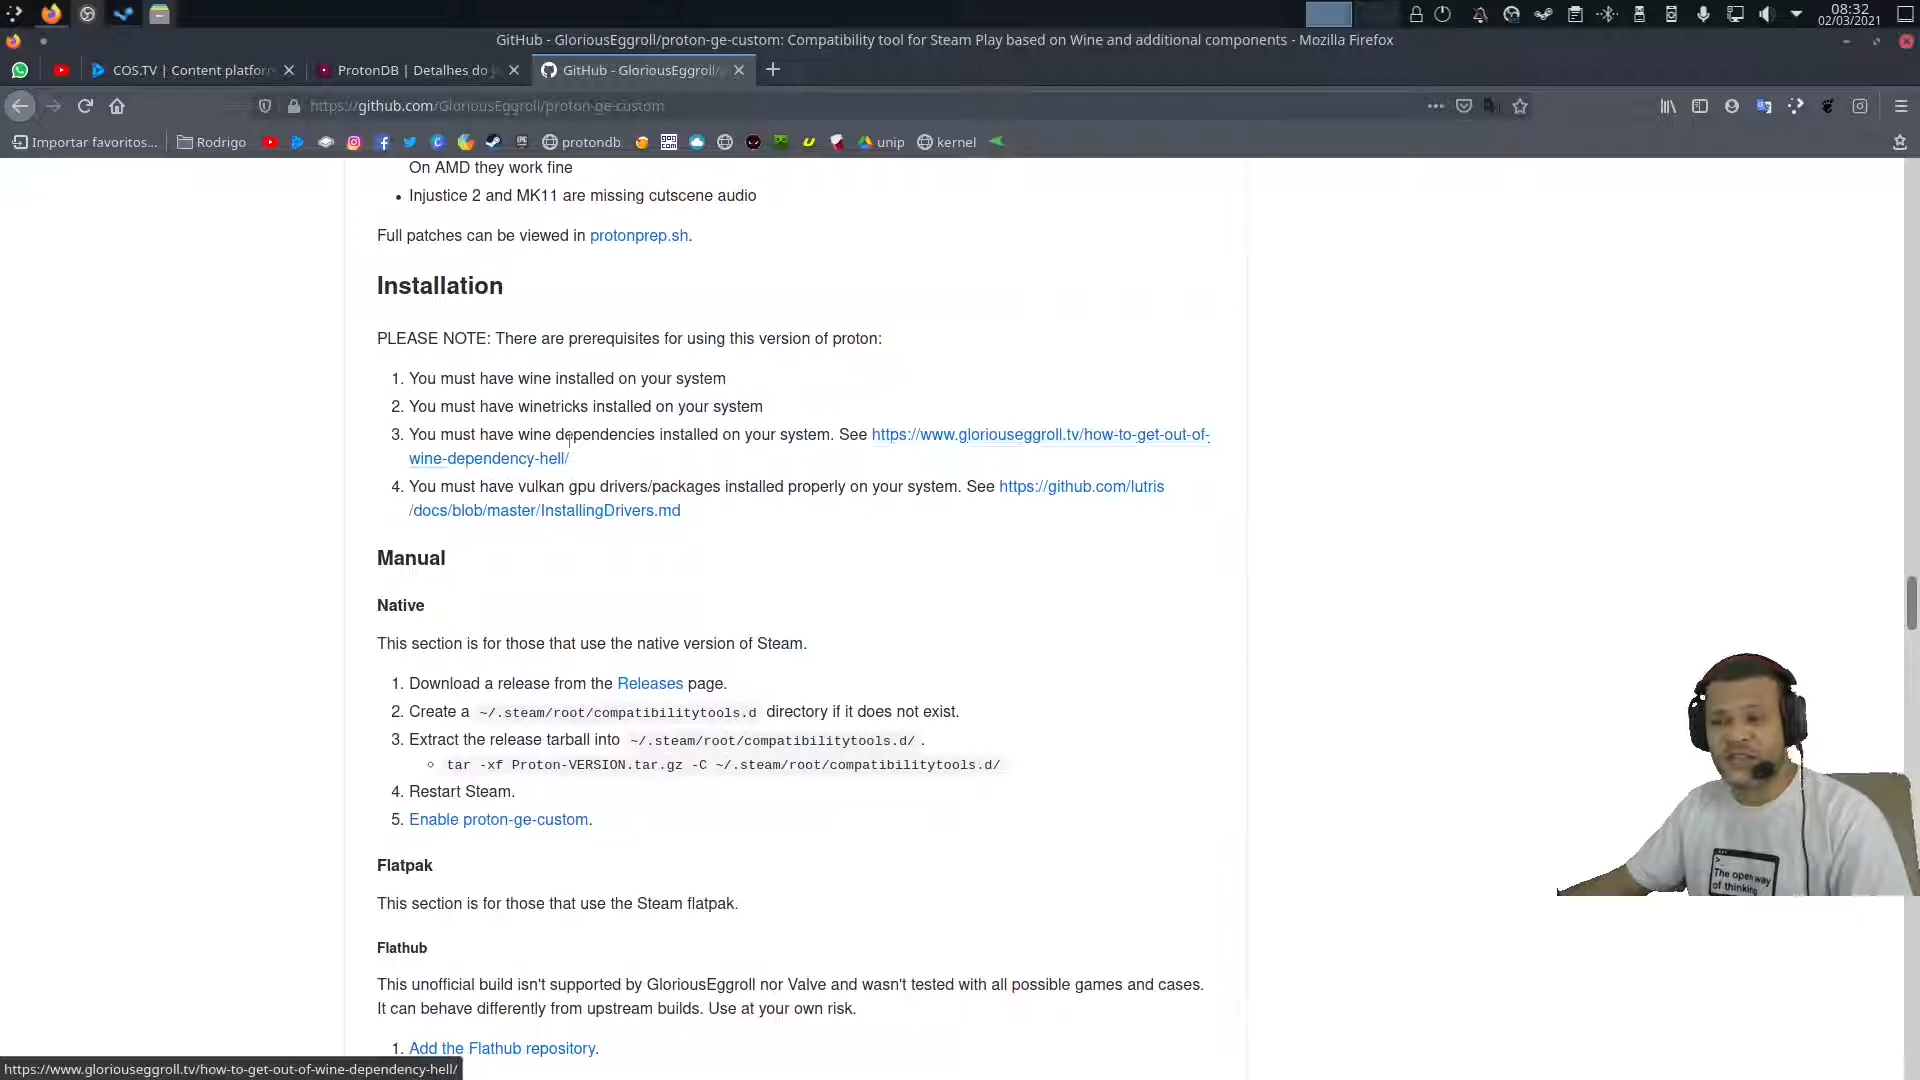 08:32
02/03/2021
GitHub - GloriousEggroll/proton-ge-custom: Compatibility tool for Steam Play based on Wine and additional components - Mozilla Firefox
COS.TV | Content platfor
ProtonDB | Detalhes do
GitHub - GloriousEggroll/
https://github.com/GloriousEggroll/proton-ge-custom
Importar favoritos...
Rodrigo
protondb
unip
kernel
On AMD they work fine
• Injustice 2 and MK11 are missing cutscene audio
Full patches can be viewed in protonprep.sh.
Installation
PLEASE NOTE: There are prerequisites for using this version of proton:
1. You must have wine installed on your system
2. You must have winetricks installed on your system
3. You must have wine dependencies installed on your system. See https://www.gloriouseggroll.tv/how-to-get-out-of-
wine-dependency-hell/
4. You must have vulkan gpu drivers/packages installed properly on your system. See https://github.com/lutris
/docs/blob/master/InstallingDrivers.md
Manual
Native
This section is for those that use the native version of Steam.
1. Download a release from the Releases page.
2. Create a ~/.steam/root/compatibilitytools.d directory if it does not exist.
3. Extract the release tarball into ~/.steam/root/compatibilitytools.d/ .
◦ tar -xf Proton-VERSION.tar.gz -C ~/.steam/root/compatibilitytools.d/
4. Restart Steam.
5. Enable proton-ge-custom.
Flatpak
This section is for those that use the Steam flatpak.
Flathub
This unofficial build isn't supported by GloriousEggroll nor Valve and wasn't tested with all possible games and cases.
It can behave differently from upstream builds. Use at your own risk.
1. Add the Flathub repository.
https://www.gloriouseggroll.tv/how-to-get-out-of-wine-dependency-hell/
The open way
of thinking